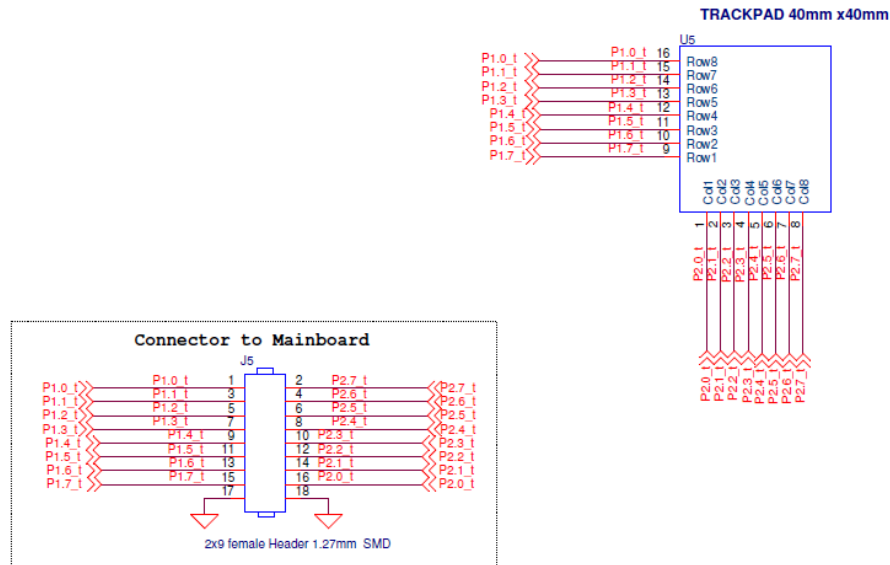 TRACKPAD 40mm x40mm
U5
P1.0_t P1.0_t 16 Row8
P1.1_t P1.1_t 15 Row7
P1.2_t P1.2_t 14 Row6
P1.3_t P1.3_t 13 Row5
P1.4_t P1.4_t 12 Row4
P1.5_t P1.5_t 11 Row3
P1.6_t P1.6_t 10 Row2
P1.7_t P1.7_t 9 Row1
Col1 Col2 Col3 Col4 Col5 Col6 Col7 Col8
1 2 3 4 5 6 7 8
P2.0_t P2.1_t P2.2_t P2.3_t P2.4_t P2.5_t P2.6_t P2.7_t
P2.0_t P2.1_t P2.2_t P2.3_t P2.4_t P2.5_t P2.6_t P2.7_t
Connector to Mainboard
J5
P1.0_t P1.0_t 1 2 P2.7_t P2.7_t
P1.1_t P1.1_t 3 4 P2.6_t P2.6_t
P1.2_t P1.2_t 5 6 P2.5_t P2.5_t
P1.3_t P1.3_t 7 8 P2.4_t P2.4_t
P1.4_t P1.4_t 9 10 P2.3_t P2.3_t
P1.5_t P1.5_t 11 12 P2.2_t P2.2_t
P1.6_t P1.6_t 13 14 P2.1_t P2.1_t
P1.7_t P1.7_t 15 16 P2.0_t P2.0_t
17 18
2x9 female Header 1.27mm SMD